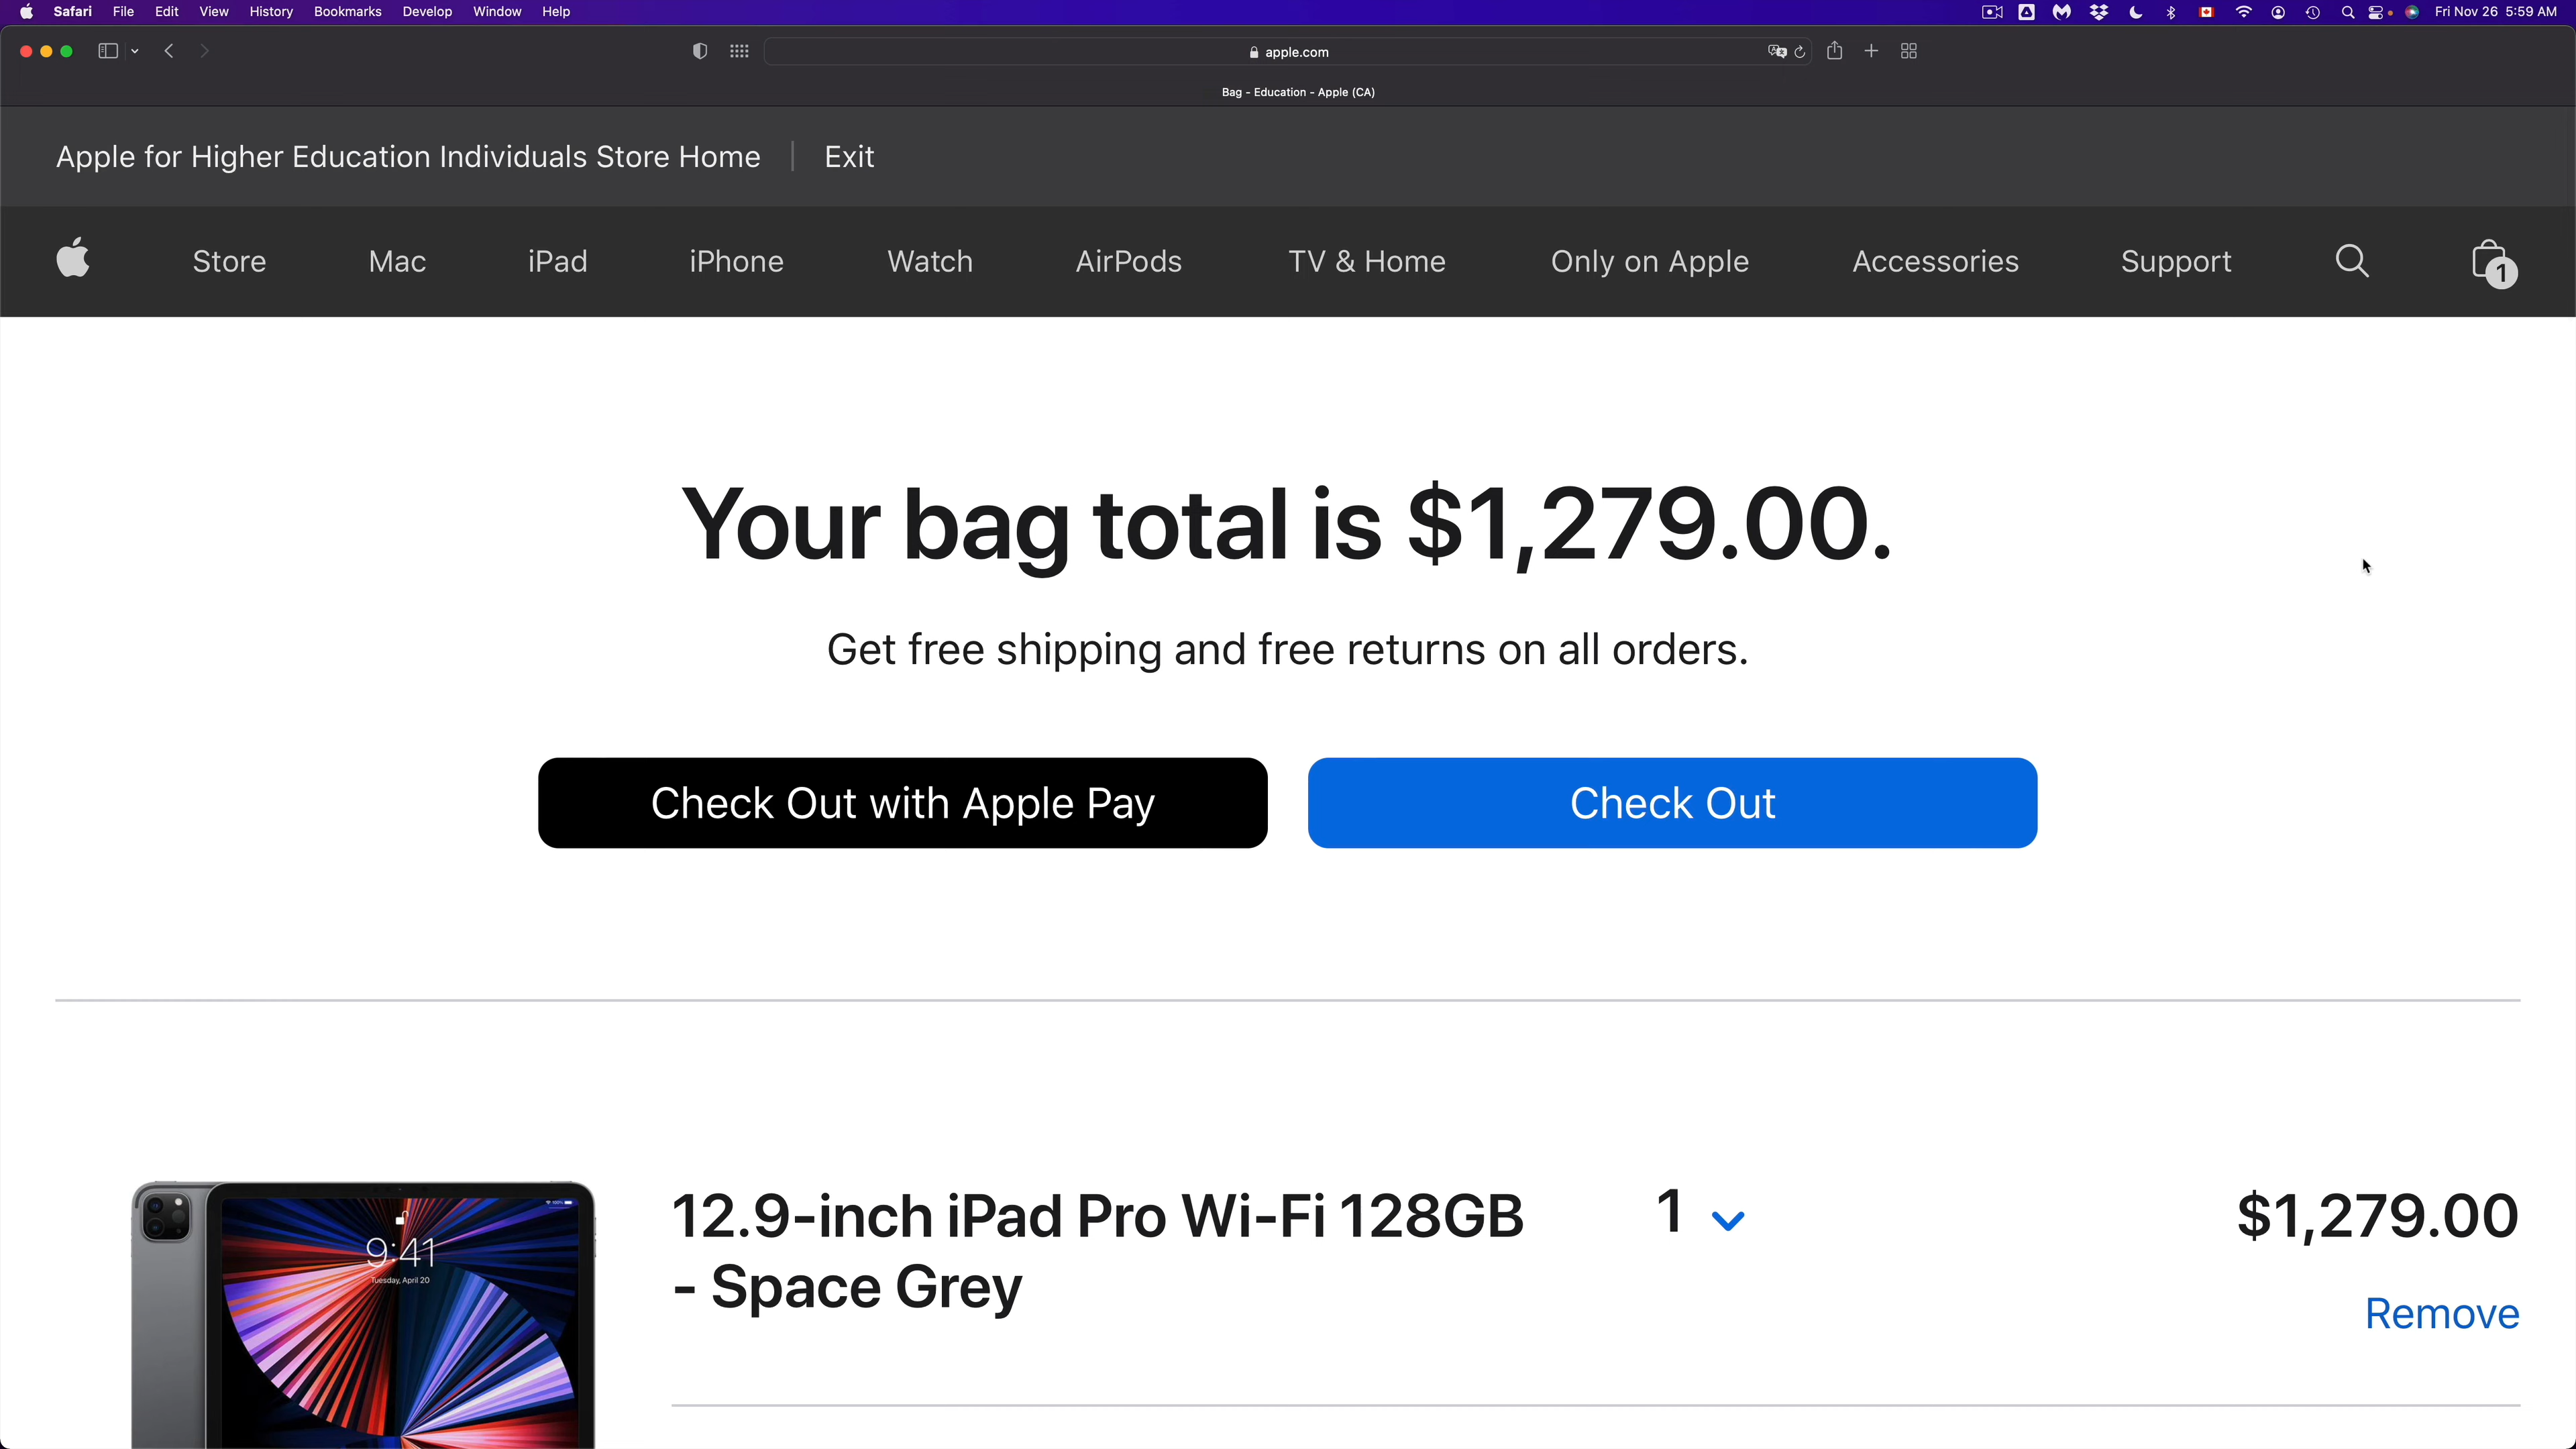 Safari File Edit View History Bookmarks Develop Window Help Fri Nov 26 5:59 AM
apple.com
Bag - Education - Apple (CA)
Apple for Higher Education Individuals Store Home Exit
Store Mac iPad iPhone Watch AirPods TV & Home Only on Apple Accessories Support 1
Your bag total is $1,279.00.
Get free shipping and free returns on all orders.
Check Out with Apple Pay Check Out
12.9-inch iPad Pro Wi-Fi 128GB 1 $1,279.00
- Space Grey
Remove
9:41
Tuesday, April 20